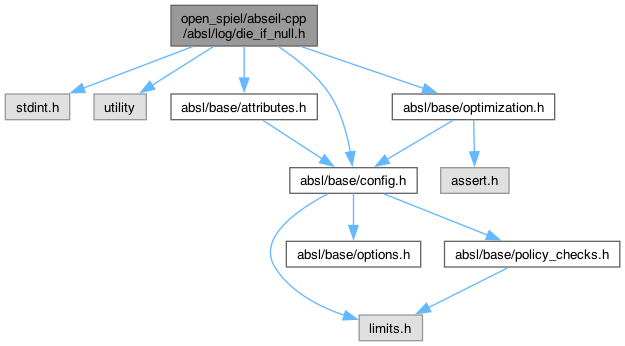 open_spiel/abseil-cpp
/absl/log/die_if_null.h
stdint.h
utility
absl/base/attributes.h
absl/base/optimization.h
absl/base/config.h
assert.h
absl/base/options.h
absl/base/policy_checks.h
limits.h